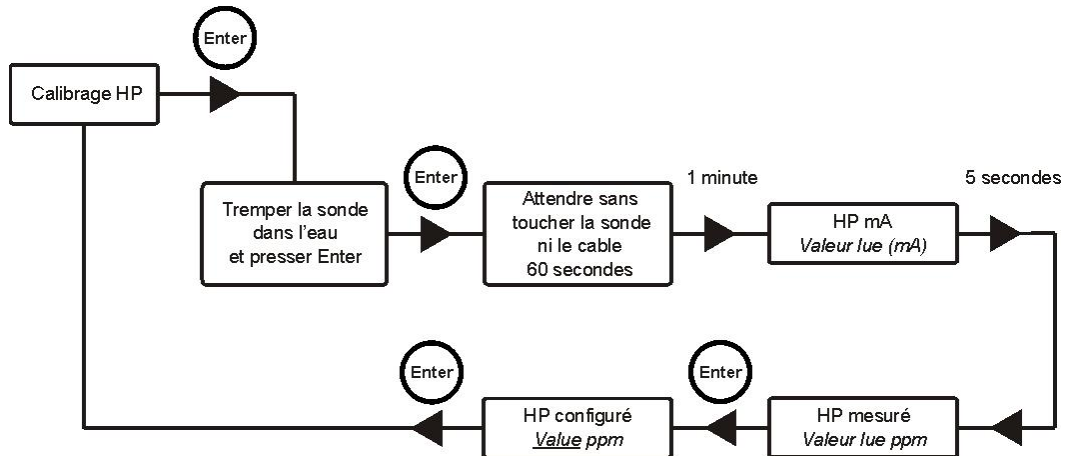 Enter
Calibrage HP
Tremper la sonde
dans l'eau
et presser Enter
Enter
Attendre sans
toucher la sonde
ni le cable
60 secondes
1 minute
HP mA
Valeur lue (mA)
5 secondes
HP mesuré
Valeur lue ppm
Enter
HP configuré
Value ppm
Enter